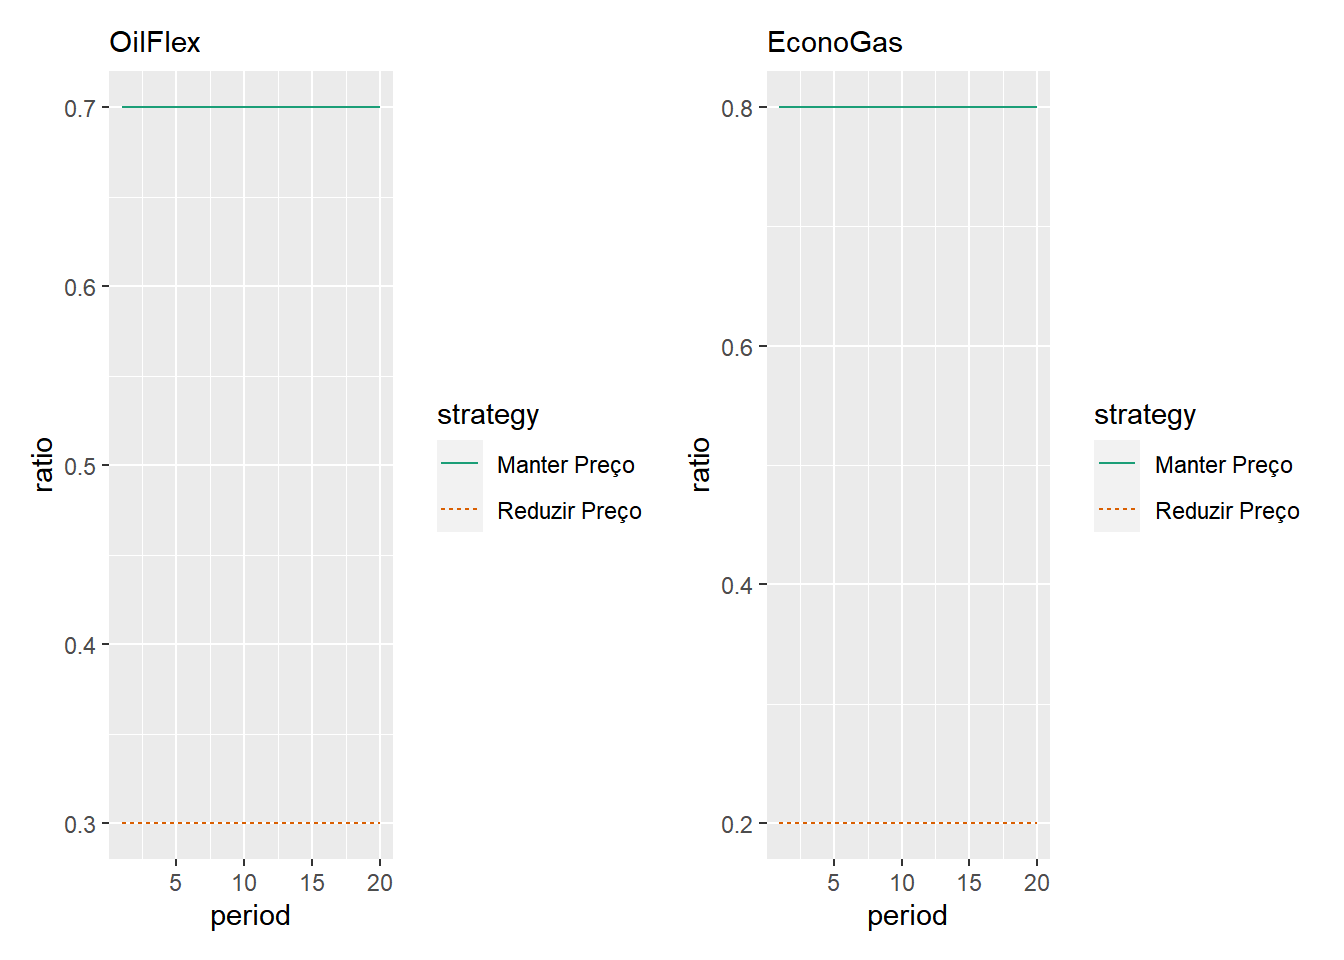 OilFlex
0.7
0.6
0.5
0.4
0.3
ratio
5 10 15 20
period
strategy
Manter Preço
Reduzir Preço
EconoGas
0.8
0.6
0.4
0.2
ratio
5 10 15 20
period
strategy
Manter Preço
Reduzir Preço